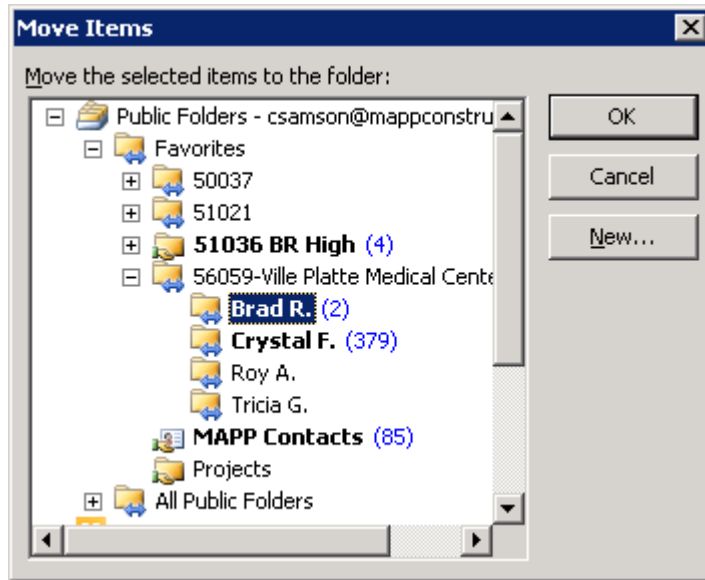 Move Items
Move the selected items to the folder:
Public Folders - csamson@mappconstru
Favorites
50037
51021
51036 BR High (4)
56059-Ville Platte Medical Cente
Brad R. (2)
Crystal F. (379)
Roy A.
Tricia G.
MAPP Contacts (85)
Projects
All Public Folders
OK
Cancel
New...